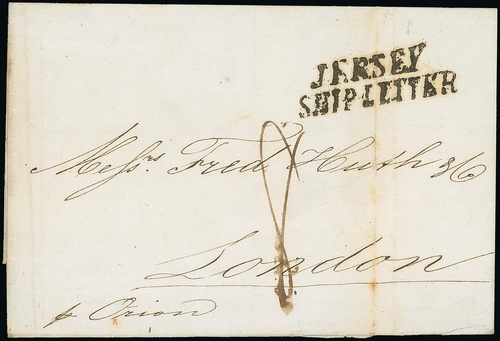 JERSEY
SHIP LETTER
Messrs. Fred Huth & Co
8
London
p Orion